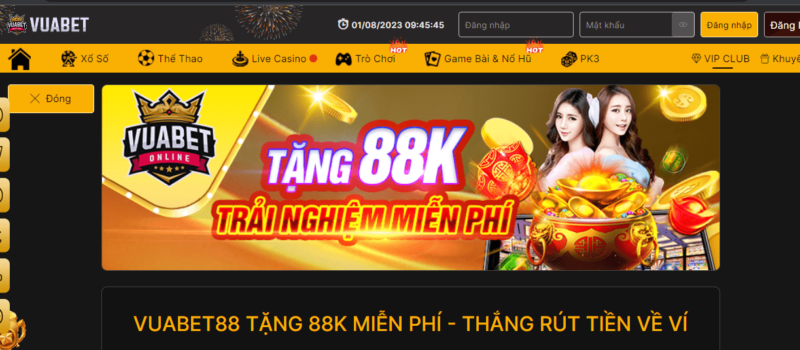 VUABET
01/08/2023 09:45:45
Đăng nhập
Mật khẩu
Đăng nhập
Xổ Số
Thể Thao
Live Casino
Trò Chơi
HOT
Game Bài & Nổ Hũ
HOT
PK3
VIP CLUB
Đóng
VUABET
ONLINE
TẶNG 88K
TRẢI NGHIỆM MIỄN PHÍ
VUABET88 TẶNG 88K MIỄN PHÍ - THẮNG RÚT TIỀN VỀ VÍ